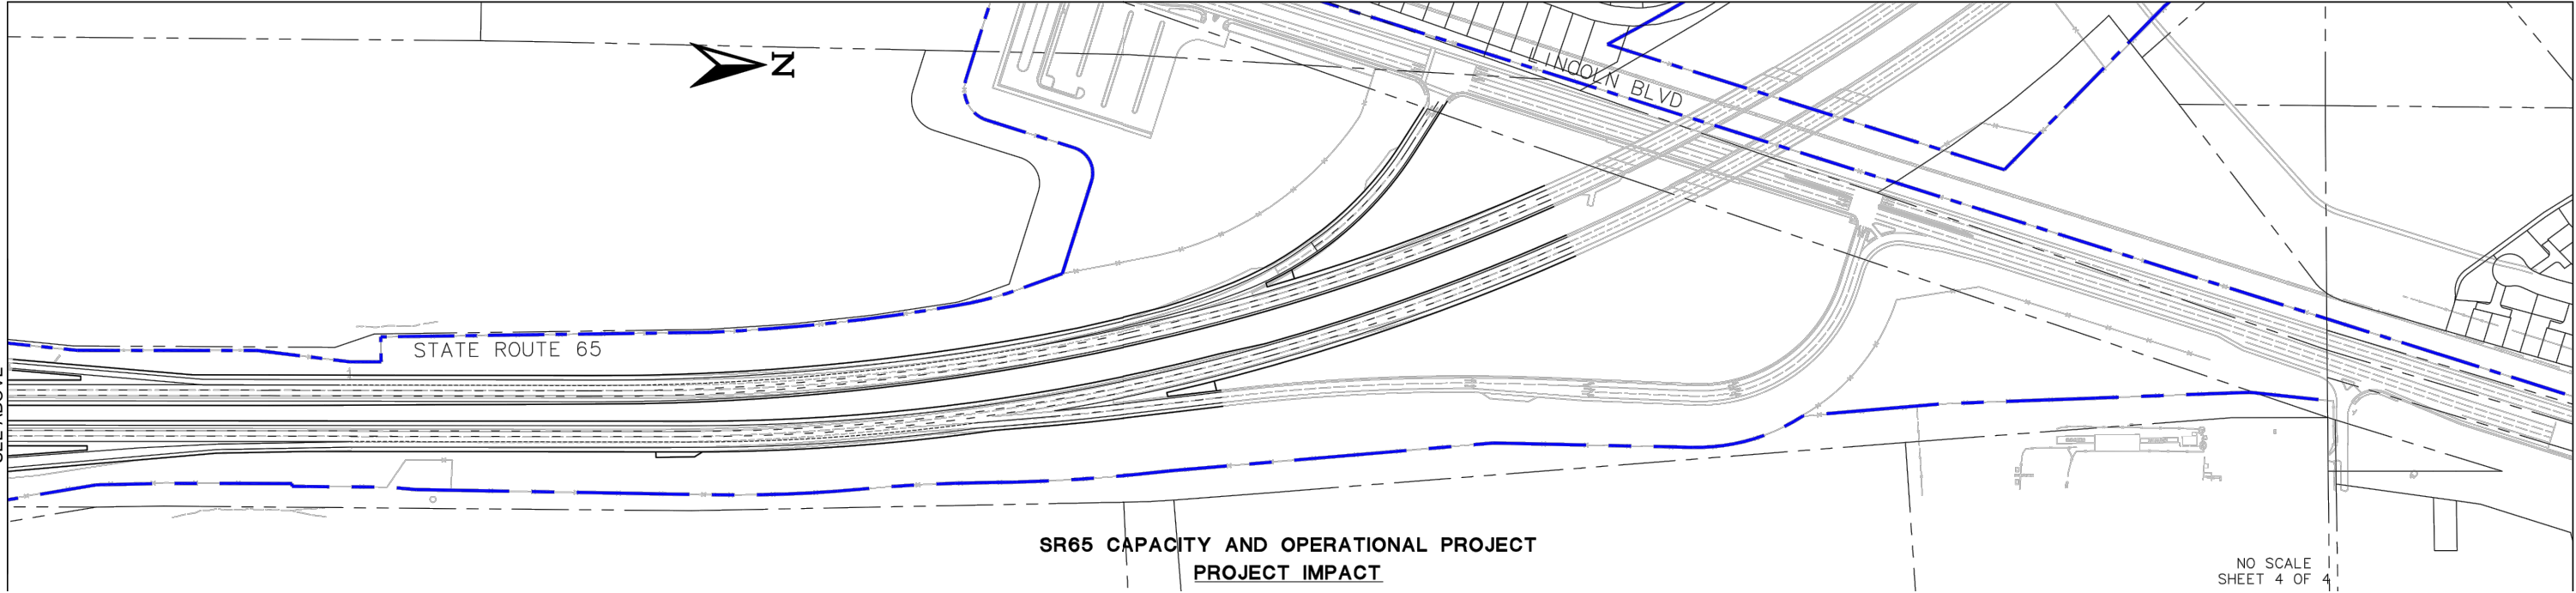 N
LINCOLN BLVD
STATE ROUTE 65
SR65 CAPACITY AND OPERATIONAL PROJECT
PROJECT IMPACT
NO SCALE
SHEET 4 OF 4